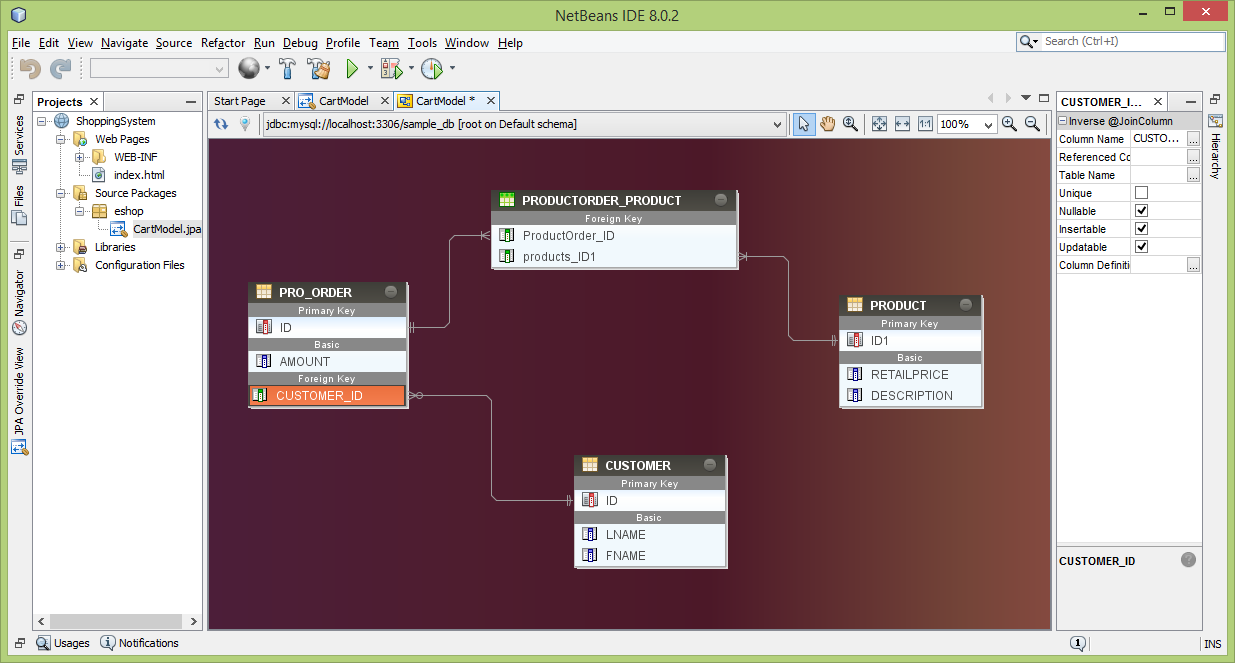 NetBeans IDE 8.0.2
File Edit View Navigate Source Refactor Run Debug Profile Team Tools Window Help
Search (Ctrl+I)
Projects
Start Page
CartModel
CartModel *
CUSTOMER_I...
Services
Files
Navigator
JPA Override View
ShoppingSystem
Web Pages
WEB-INF
index.html
Source Packages
eshop
CartModel.jpa
Libraries
Configuration Files
jdbc:mysql://localhost:3306/sample_db [root on Default schema]
1:1
100%
PRODUCTORDER_PRODUCT
Foreign Key
ProductOrder_ID
products_ID1
PRO_ORDER
Primary Key
ID
Basic
AMOUNT
Foreign Key
CUSTOMER_ID
PRODUCT
Primary Key
ID1
Basic
RETAILPRICE
DESCRIPTION
CUSTOMER
Primary Key
ID
Basic
LNAME
FNAME
Inverse @JoinColumn
Column Name CUSTO... ...
Referenced Co ...
Table Name ...
Unique
Nullable
Insertable
Updatable
Column Definiti ...
CUSTOMER_ID
?
Hierarchy
Usages
Notifications
1
INS